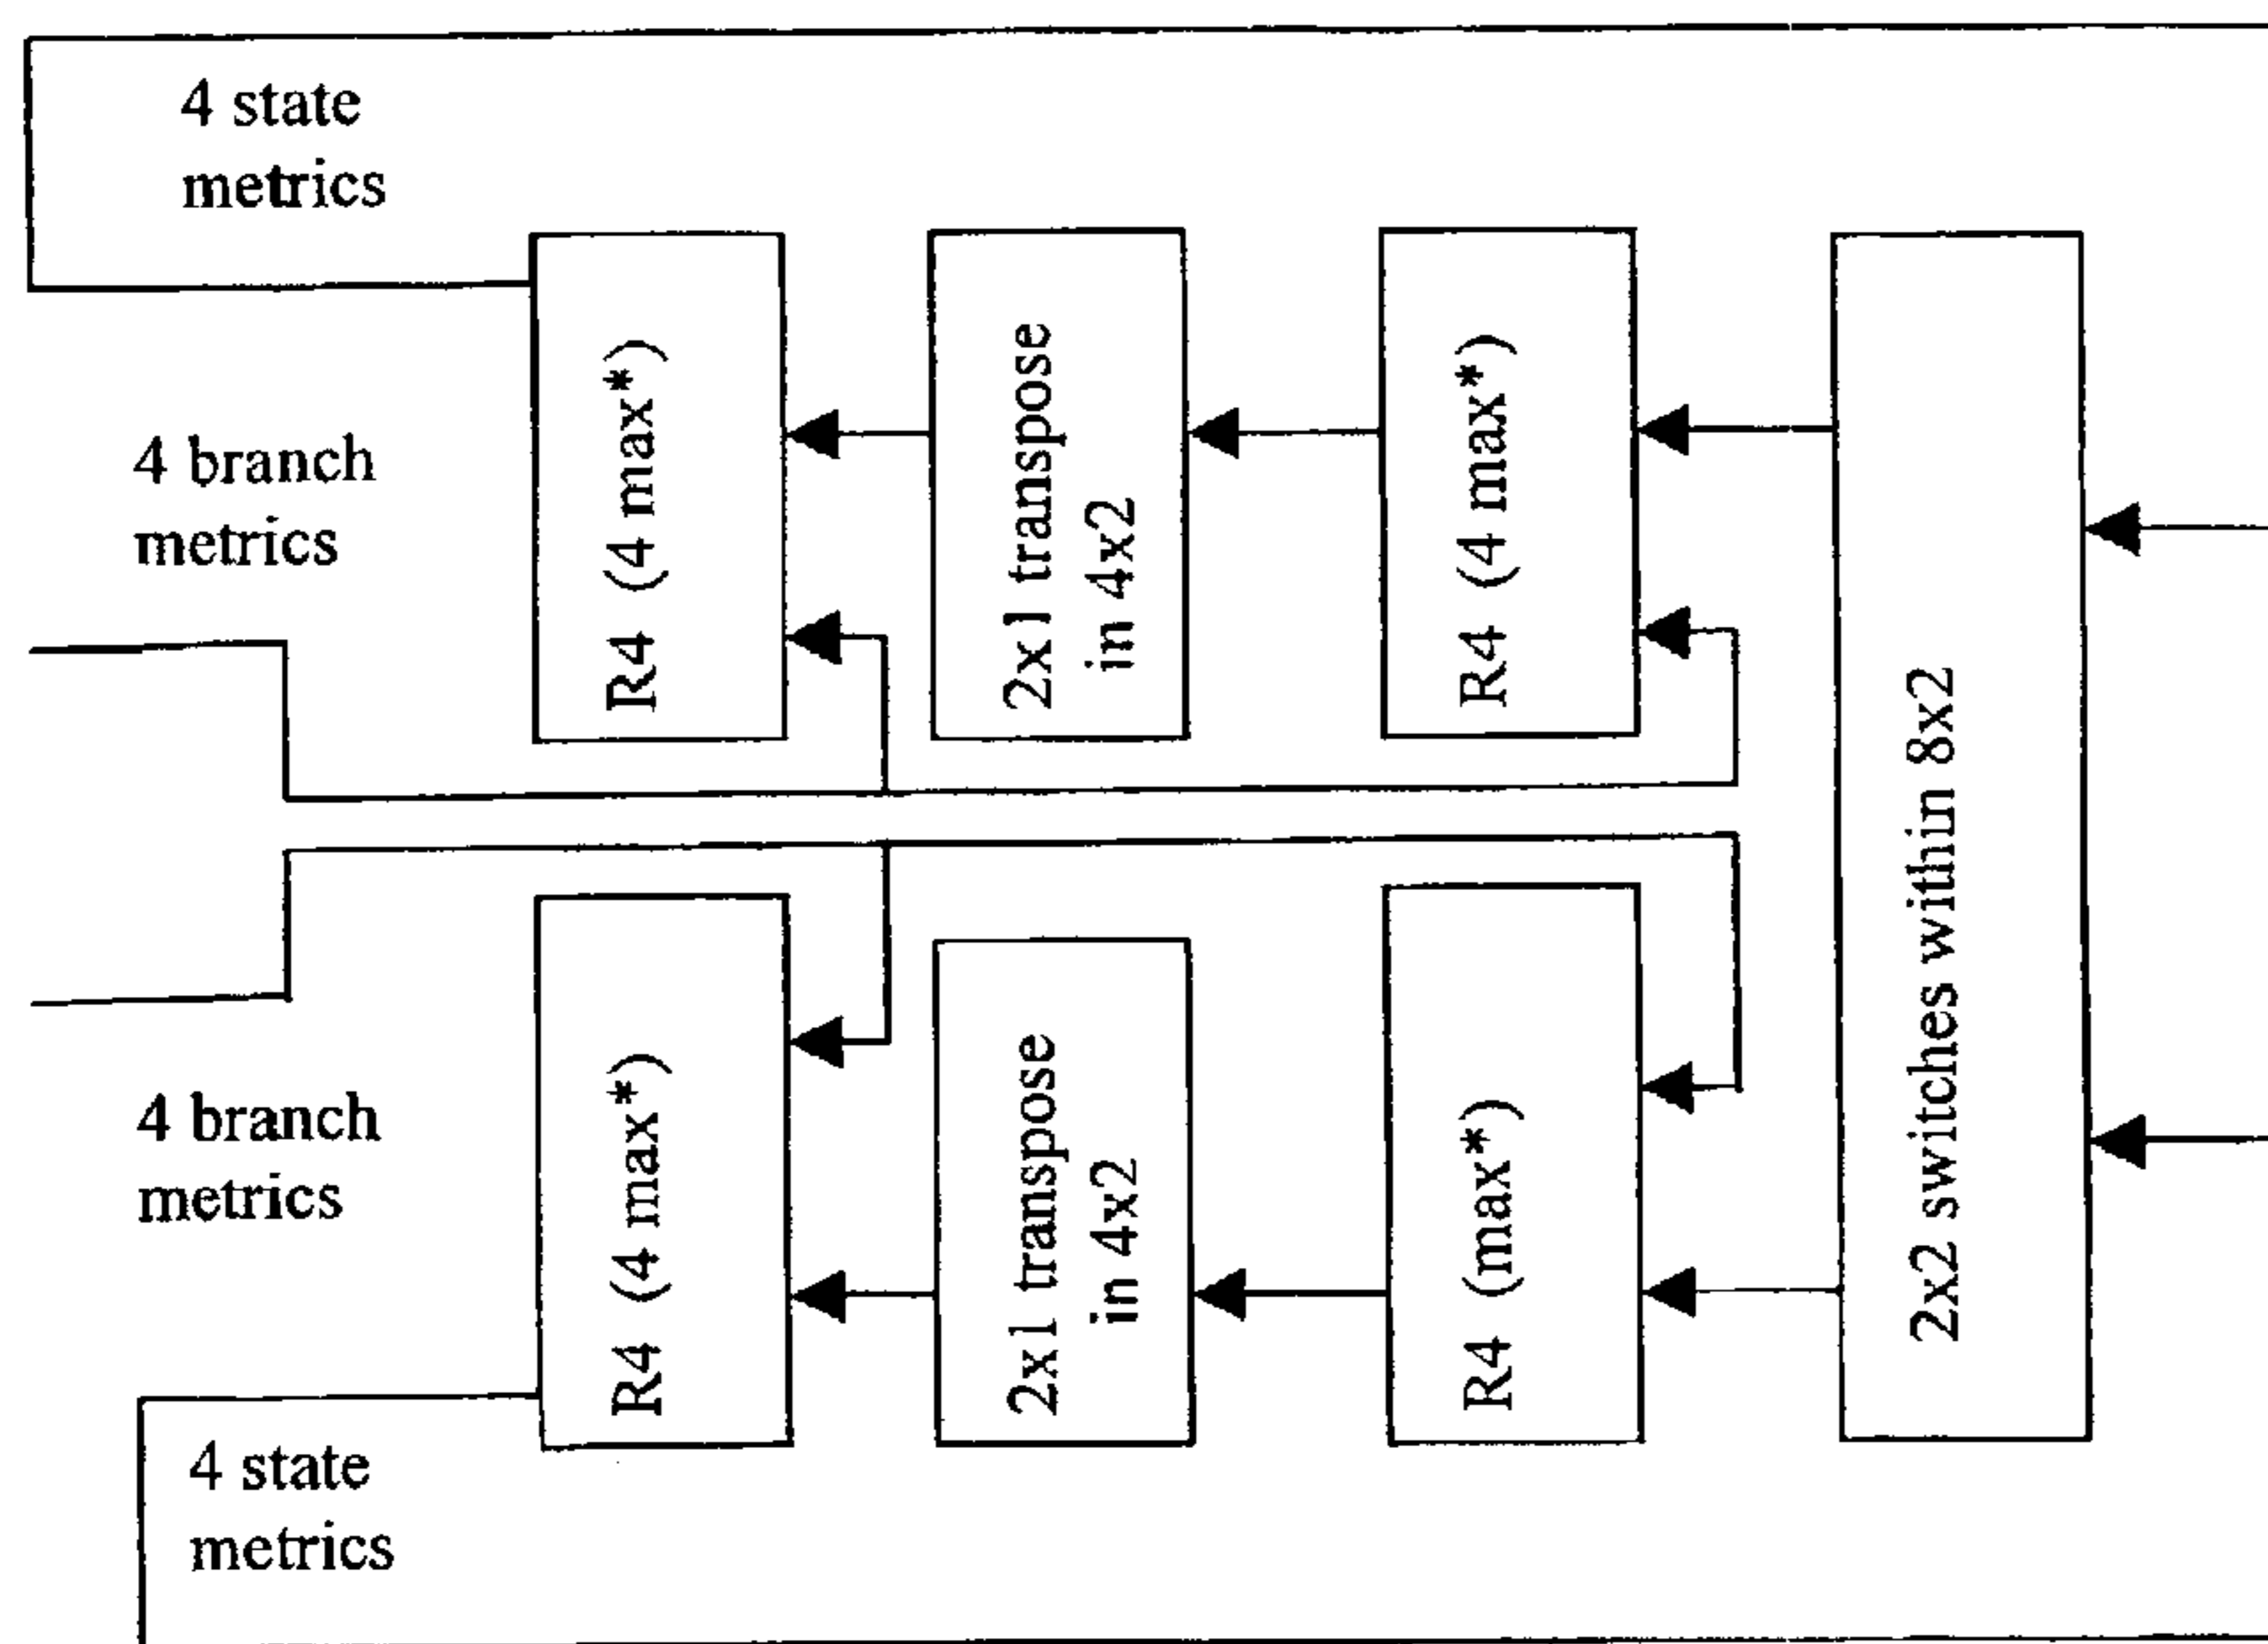 4 state
metrics
R4 (4 max*)
2x1 transpose
in 4x2
R4 (4 max*)
4 branch
metrics
2x2 switches within 8x2
4 branch
metrics
R4 (4 max*)
2x1 transpose
in 4x2
R4 (max*)
4 state
metrics